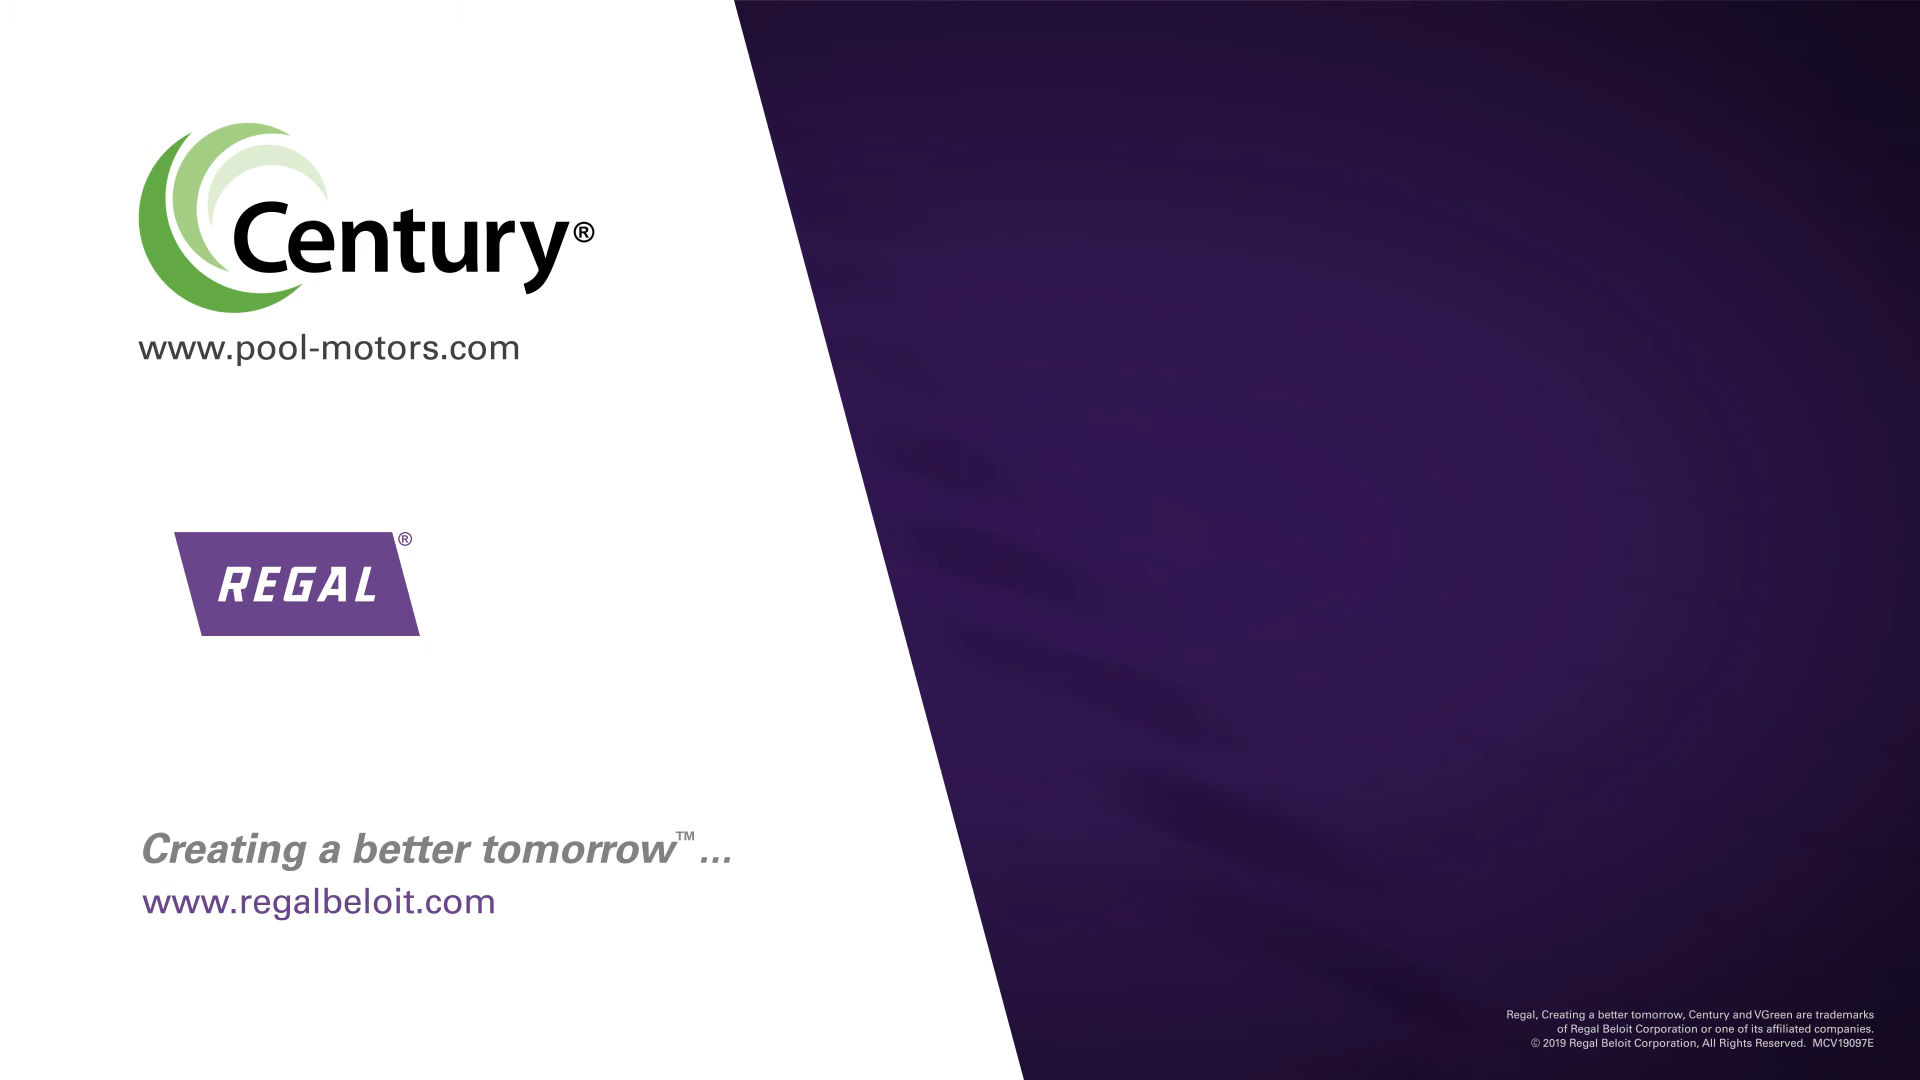 Century®
www.pool-motors.com
REGAL®
Creating a better tomorrow™...
www.regalbeloit.com
Regal, Creating a better tomorrow, Century and VGreen are trademarks
of Regal Beloit Corporation or one of its affiliated companies.
© 2019 Regal Beloit Corporation, All Rights Reserved.  MCV19097E